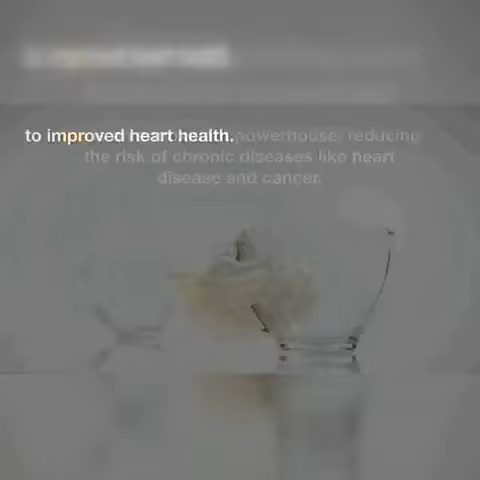 to improved heart health. powerhouse, reducing
the risk of chronic diseases like heart
disease and cancer.